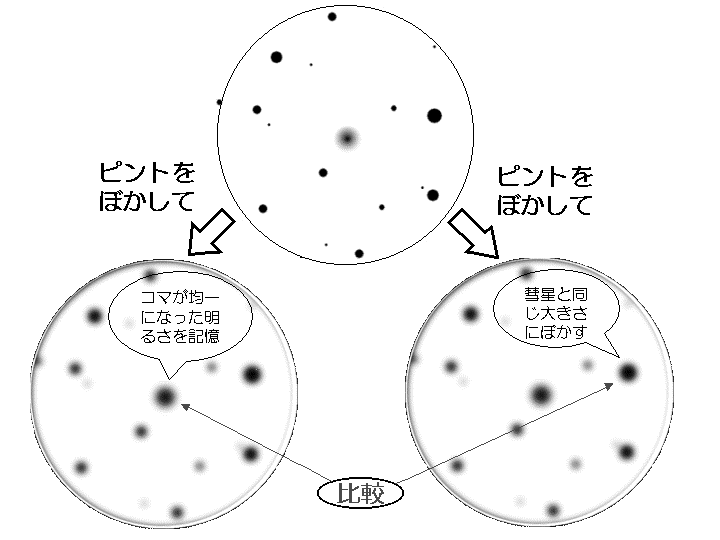 ピントを
ぼかして
ピントを
ぼかして
コマが均一
になった明
るさを記憶
彗星と同
じ大きさ
にぼかす
比較